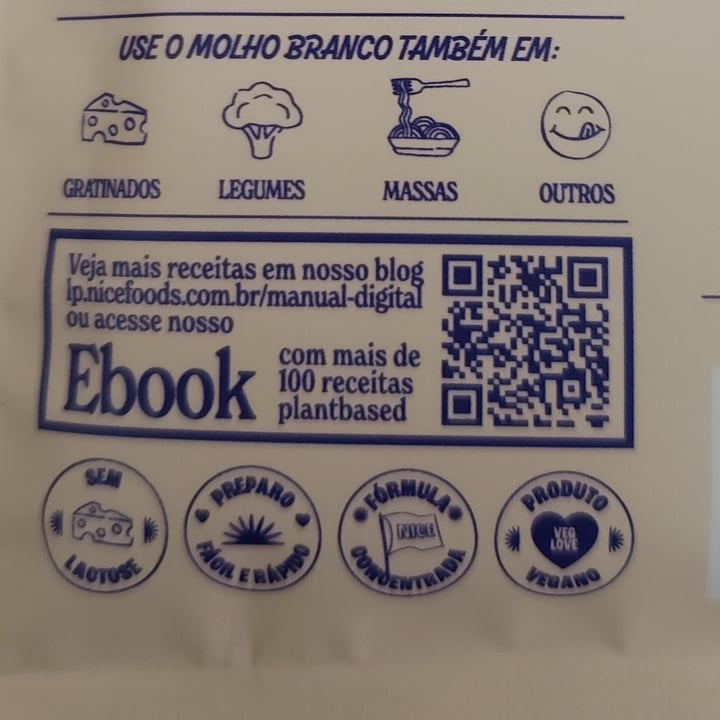 USE O MOLHO BRANCO TAMBÉM EM:
GRATINADOS
LEGUMES
MASSAS
OUTROS
Veja mais receitas em nosso blog
lp.nicefoods.com.br/manual-digital
ou acesse nosso
Ebook
com mais de
100 receitas
plantbased
SEM
LACTOSE
PREPARO
FÁCIL E RÁPIDO
FÓRMULA
NICE
CONCENTRADA
PRODUTO
VEG
LOVE
VEGANO